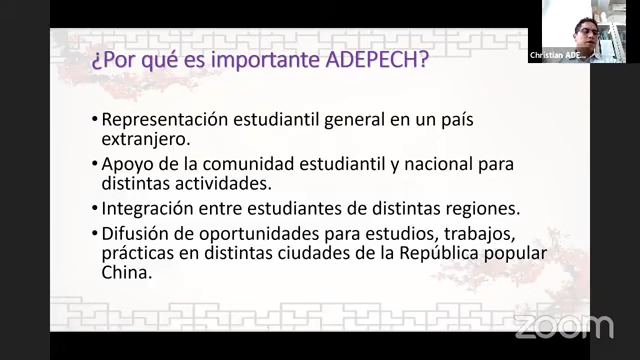 ¿Por qué es importante ADEPECH?
Christian ADE...
• Representación estudiantil general en un país
extranjero.
• Apoyo de la comunidad estudiantil y nacional para
distintas actividades.
• Integración entre estudiantes de distintas regiones.
• Difusión de oportunidades para estudios, trabajos,
prácticas en distintas ciudades de la República popular
China.
zoom